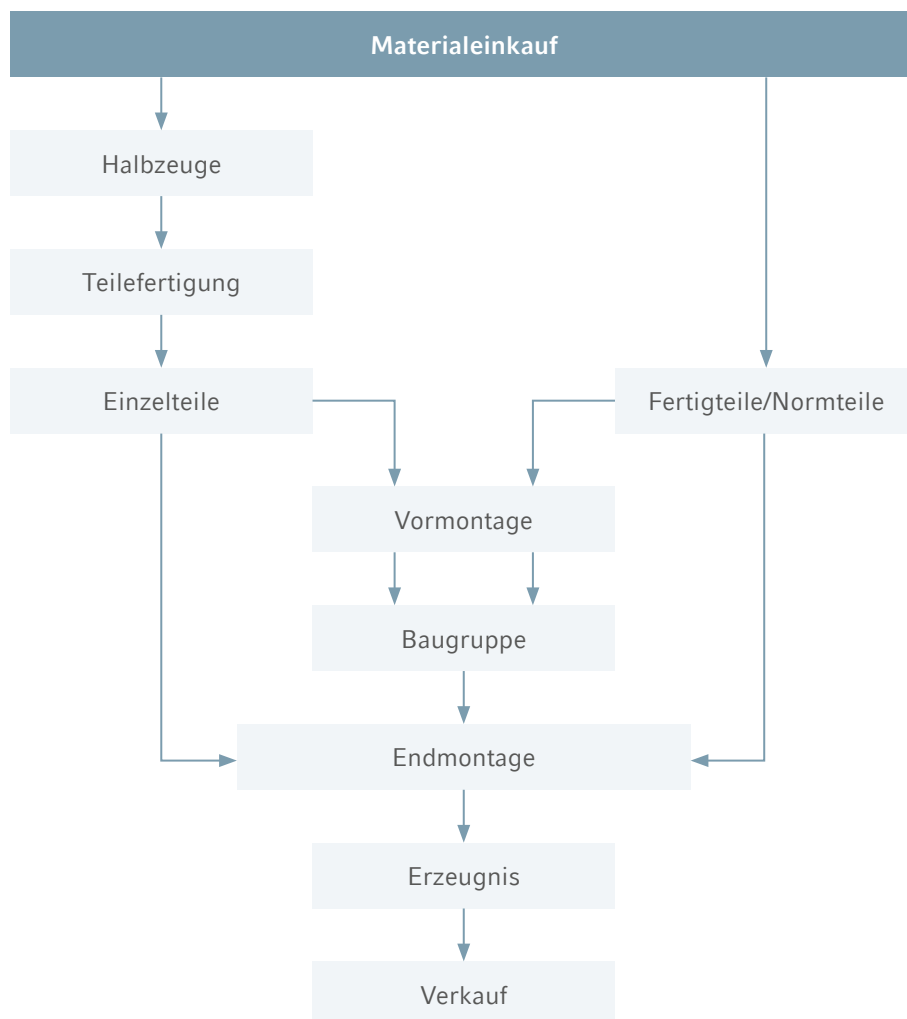 Materialeinkauf
Halbzeuge
Teilefertigung
Einzelteile
Fertigteile/Normteile
Vormontage
Baugruppe
Endmontage
Erzeugnis
Verkauf